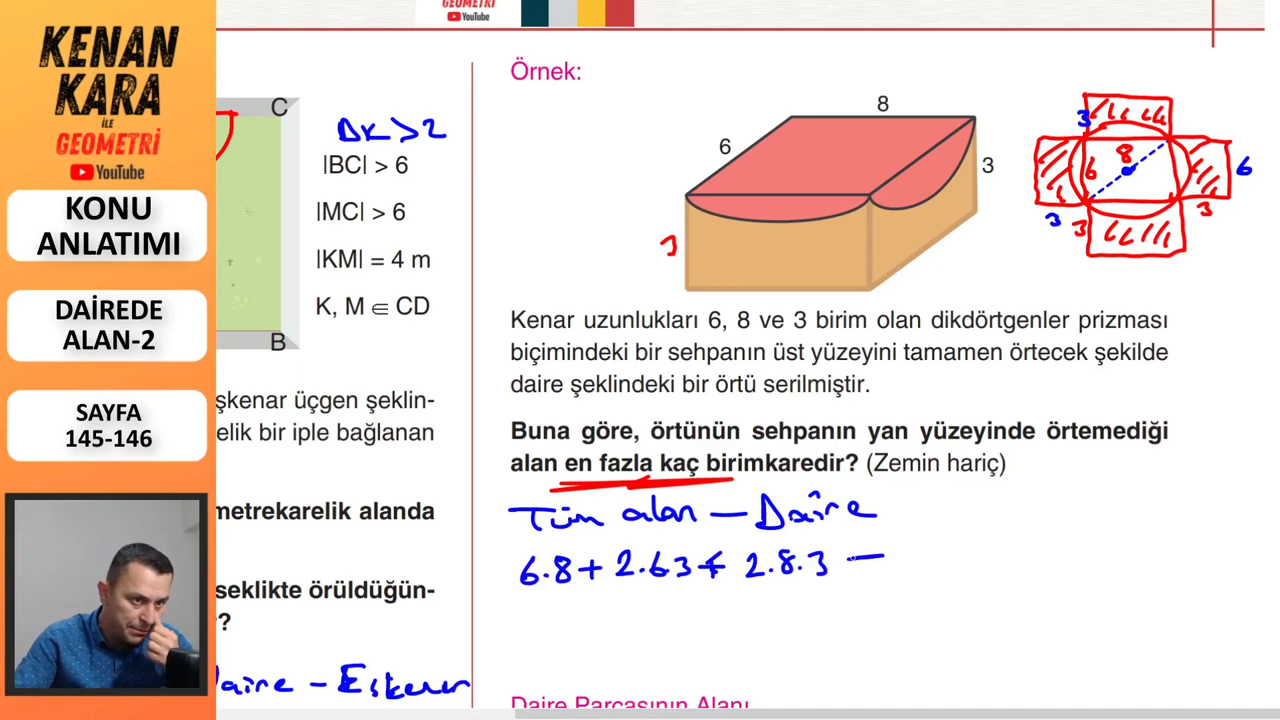 GEOMETRİ
YouTube
KENAN
KARA
İLE
GEOMETRİ
YouTube
KONU
ANLATIMI
DAİREDE
ALAN-2
SAYFA
145-146
C
B
ΔK > 2
|BC| > 6
|MC| > 6
|KM| = 4 m
K, M ∈ CD
şkenar üçgen şeklin-
elik bir iple bağlanan
metrekarelik alanda
seklikte örüldüğün-
?
Daire - Eşkenar
Örnek:
8
6
3
3
3
6
8
6
3
3
3
Kenar uzunlukları 6, 8 ve 3 birim olan dikdörtgenler prizması
biçimindeki bir sehpanın üst yüzeyini tamamen örtecek şekilde
daire şeklindeki bir örtü serilmiştir.
Buna göre, örtünün sehpanın yan yüzeyinde örtemediği
alan en fazla kaç birimkaredir? (Zemin hariç)
Tüm alan — Daire
6.8 + 2.6.3 + 2.8.3 —
Daire Parçasının Alanı